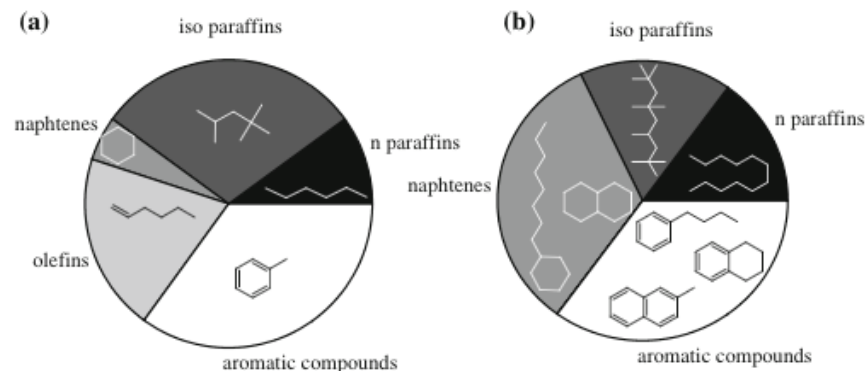 (a)
iso paraffins
naphtenes
n paraffins
olefins
aromatic compounds
(b)
iso paraffins
n paraffins
naphtenes
aromatic compounds